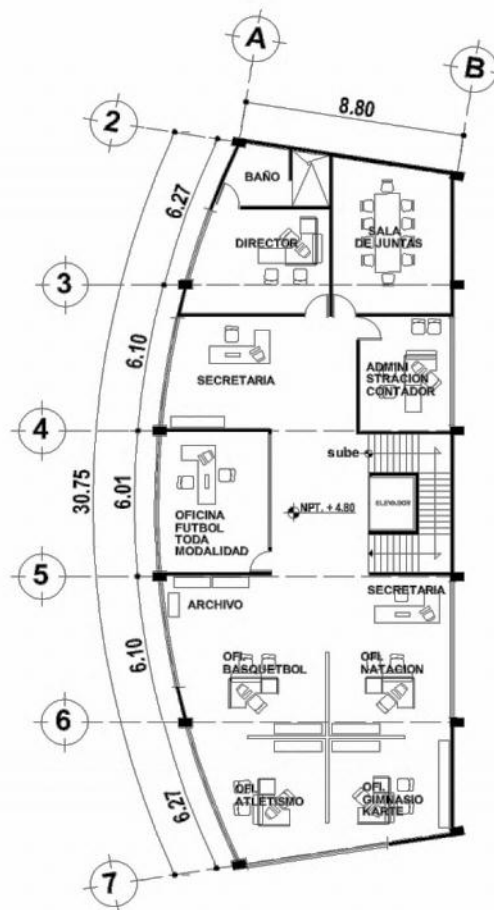 A
B
8.80
2
6.27
BAÑO
DIRECTOR
SALA
DE JUNTAS
3
6.10
SECRETARIA
ADMINI
STRACION
CONTADOR
4
sube
30.75
6.01
OFICINA
FUTBOL
TODA
MODALIDAD
NPT. + 4.80
ELEVADOR
5
ARCHIVO
SECRETARIA
6.10
OFI.
BASQUETBOL
OFI.
NATACION
6
6.27
OFI.
ATLETISMO
OFI.
GIMNASIO
KARTE
7